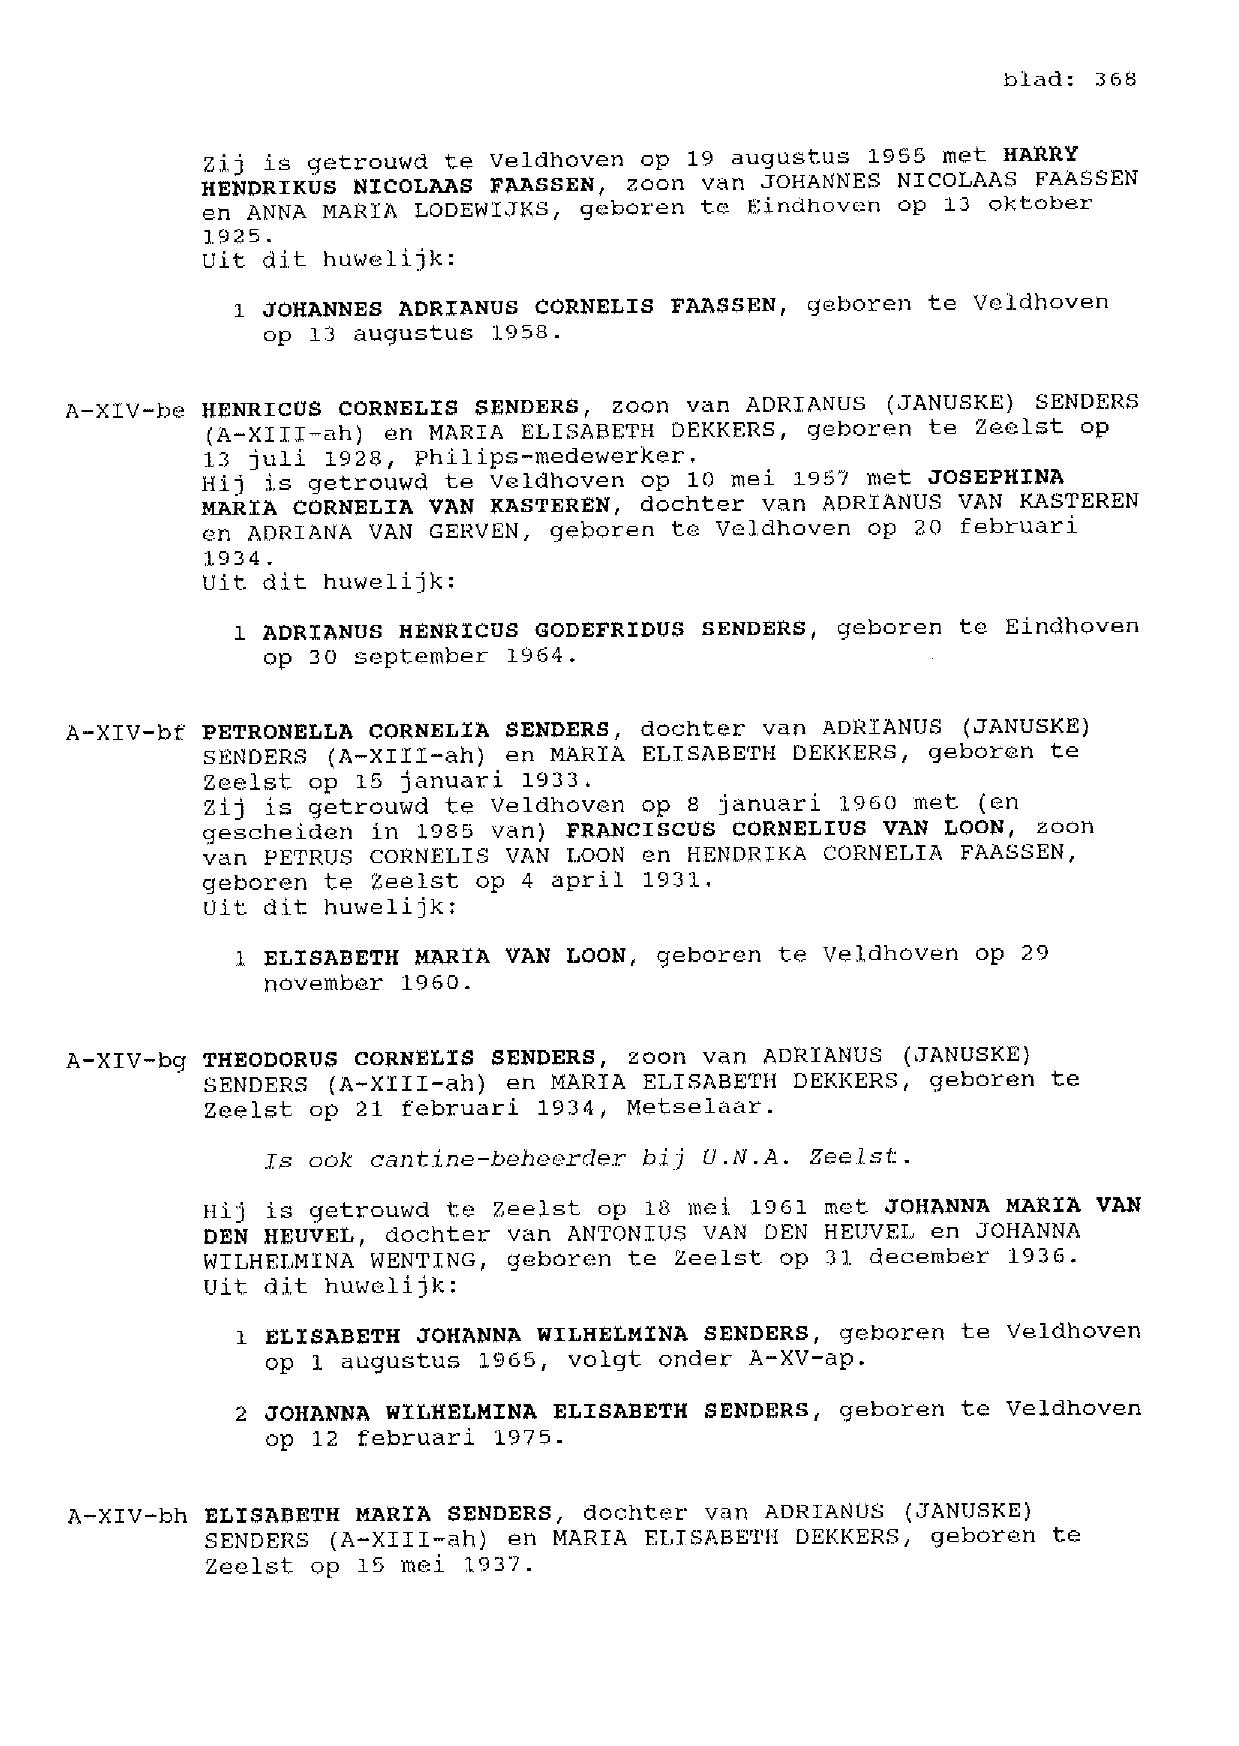 blad: 368
Zij is getrouwd te Veldhoven op 19 augustus 1955 met HARRY
HENDRIKUS NICOLAAS FAASSEN, zoon van JOHANNES NICOLAAS FAASSEN
en ANNA MARIA LODEWIJKS, geboren te Eindhoven op 13 oktober
1925.
Uit dit huwelijk:
1 JOHANNES ADRIANUS CORNELIS FAASSEN, geboren te Veldhoven
op 13 augustus 1958.
A-XIV-be HENRICUS CORNELIS SENDERS, zoon van ADRIANUS (JANUSKE) SENDERS
(A-XIII-ah) en MARIA ELISABETH DEKKERS, geboren te Zeelst op
13 juli 1928, Philips-medewerker.
Hij is getrouwd te Veldhoven op 10 mei 1957 met JOSEPHINA
MARIA CORNELIA VAN KASTEREN, dochter van ADRIANUS VAN KASTEREN
en ADRIANA VAN GERVEN, geboren te Veldhoven op 20 februari
1934.
Uit dit huwelijk:
1 ADRIANUS HENRICUS GODEFRIDUS SENDERS, geboren te Eindhoven
op 30 september 1964.
A-XIV-bf PETRONELLA CORNELIA SENDERS, dochter van ADRIANUS (JANUSKE)
SENDERS (A-XIII-ah) en MARIA ELISABETH DEKKERS, geboren te
Zeelst op 15 januari 1933.
Zij is getrouwd te Veldhoven op 8 januari 1960 met (en
gescheiden in 1985 van) FRANCISCUS CORNELIUS VAN LOON, zoon
van PETRUS CORNELIS VAN LOON en HENDRIKA CORNELIA FAASSEN,
geboren te Zeelst op 4 april 1931.
Uit dit huwelijk:
1 ELISABETH MARIA VAN LOON, geboren te Veldhoven op 29
november 1960.
A-XIV-bg THEODORUS CORNELIS SENDERS, zoon van ADRIANUS (JANUSKE)
SENDERS (A-XIII-ah) en MARIA ELISABETH DEKKERS, geboren te
Zeelst op 21 februari 1934, Metselaar.
Is ook cantine-beheerder bij U.N.A. Zeelst.
Hij is getrouwd te Zeelst op 18 mei 1961 met JOHANNA MARIA VAN
DEN HEUVEL, dochter van ANTONIUS VAN DEN HEUVEL en JOHANNA
WILHELMINA WENTING, geboren te Zeelst op 31 december 1936.
Uit dit huwelijk:
1 ELISABETH JOHANNA WILHELMINA SENDERS, geboren te Veldhoven
op 1 augustus 1965, volgt onder A-XV-ap.
2 JOHANNA WILHELMINA ELISABETH SENDERS, geboren te Veldhoven
op 12 februari 1975.
A-XIV-bh ELISABETH MARIA SENDERS, dochter van ADRIANUS (JANUSKE)
SENDERS (A-XIII-ah) en MARIA ELISABETH DEKKERS, geboren te
Zeelst op 15 mei 1937.